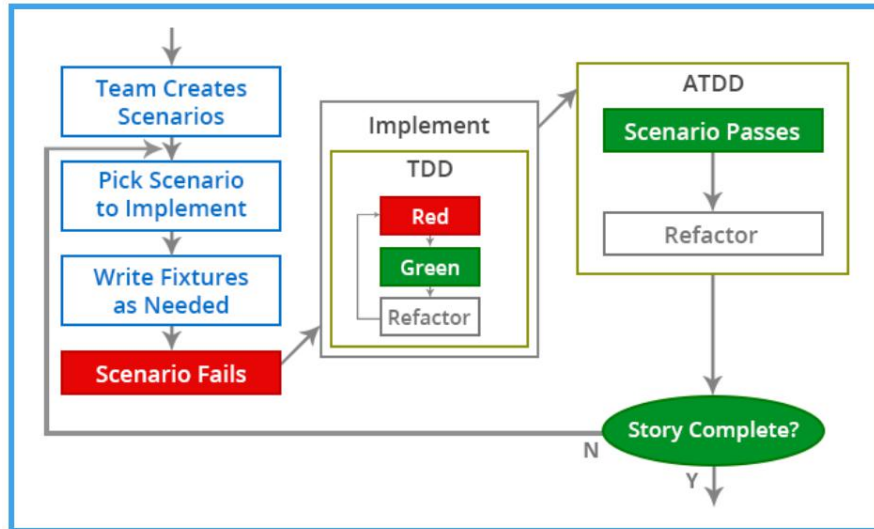 Team Creates
Scenarios
Pick Scenario
to Implement
Write Fixtures
as Needed
Scenario Fails
Implement
TDD
Red
Green
Refactor
ATDD
Scenario Passes
Refactor
Story Complete?
N
Y